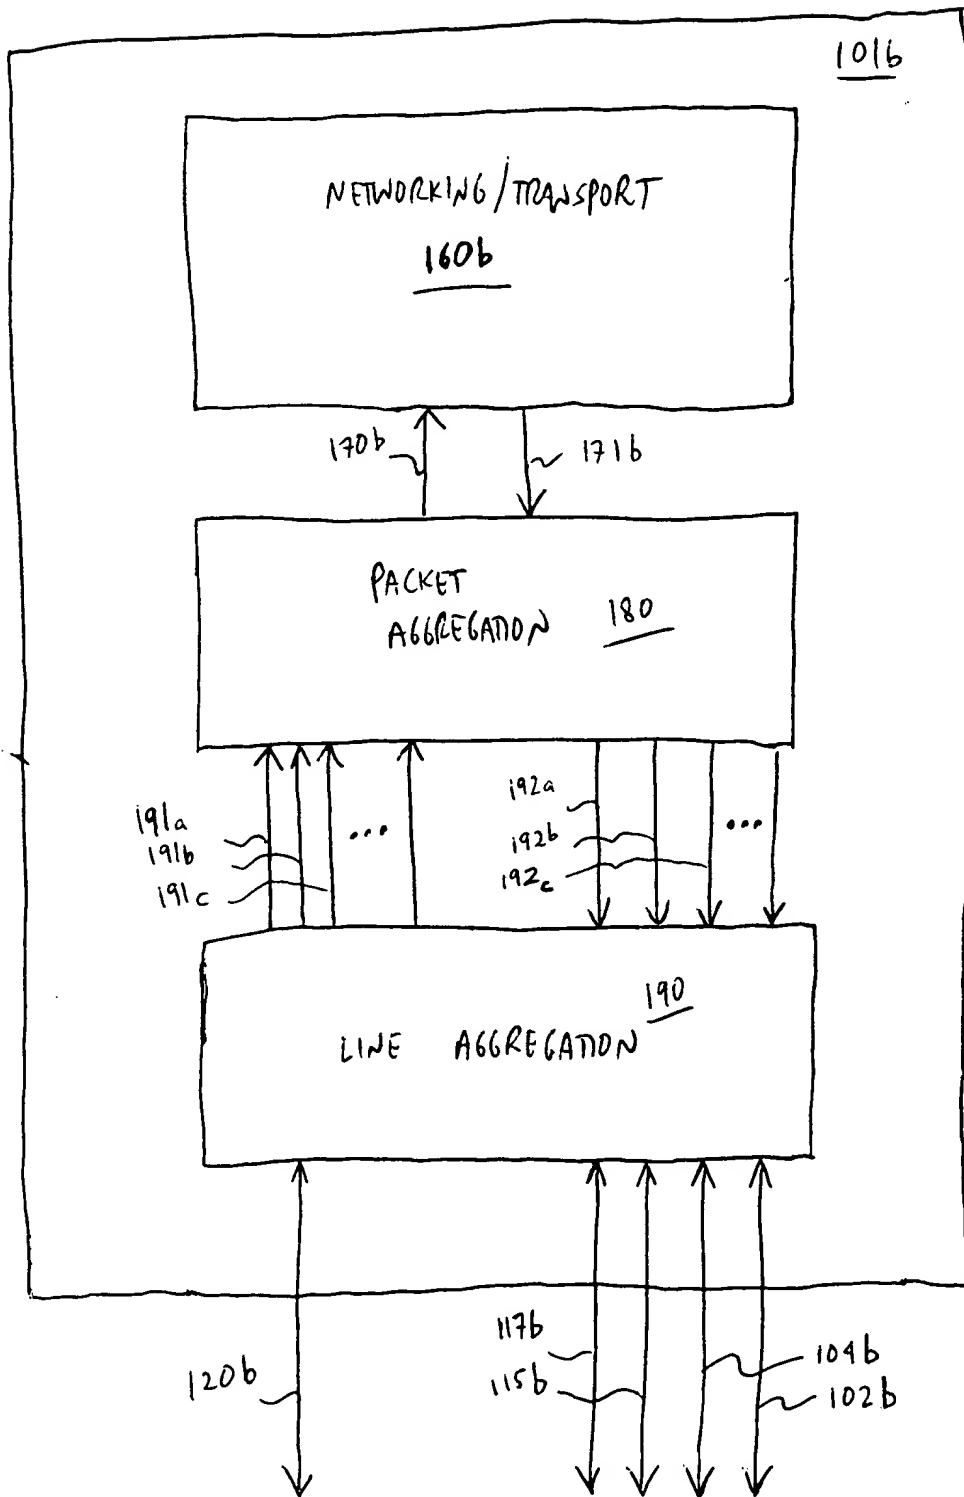 101b
NETWORKING/TRANSPORT
160b
170b
171b
PACKET
AGGREGATION 180
191a
191b
191c
...
192a
192b
192c
...
190
LINE AGGREGATION
120b
117b
115b
104b
102b